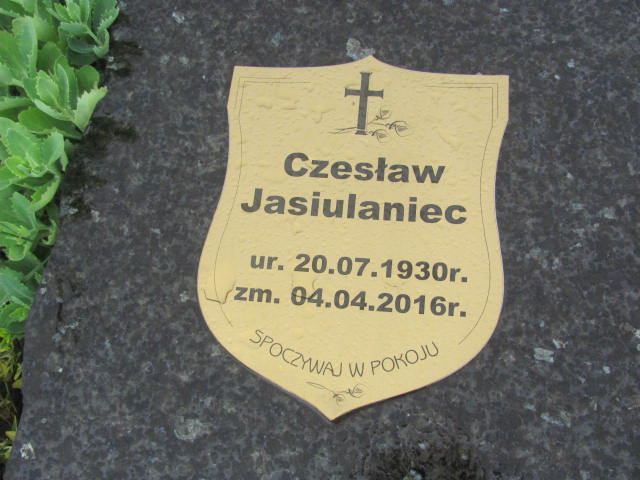 Czesław
Jasiulaniec
ur. 20.07.1930r.
zm. 04.04.2016r.
SPOCZYWAJ W POKOJU